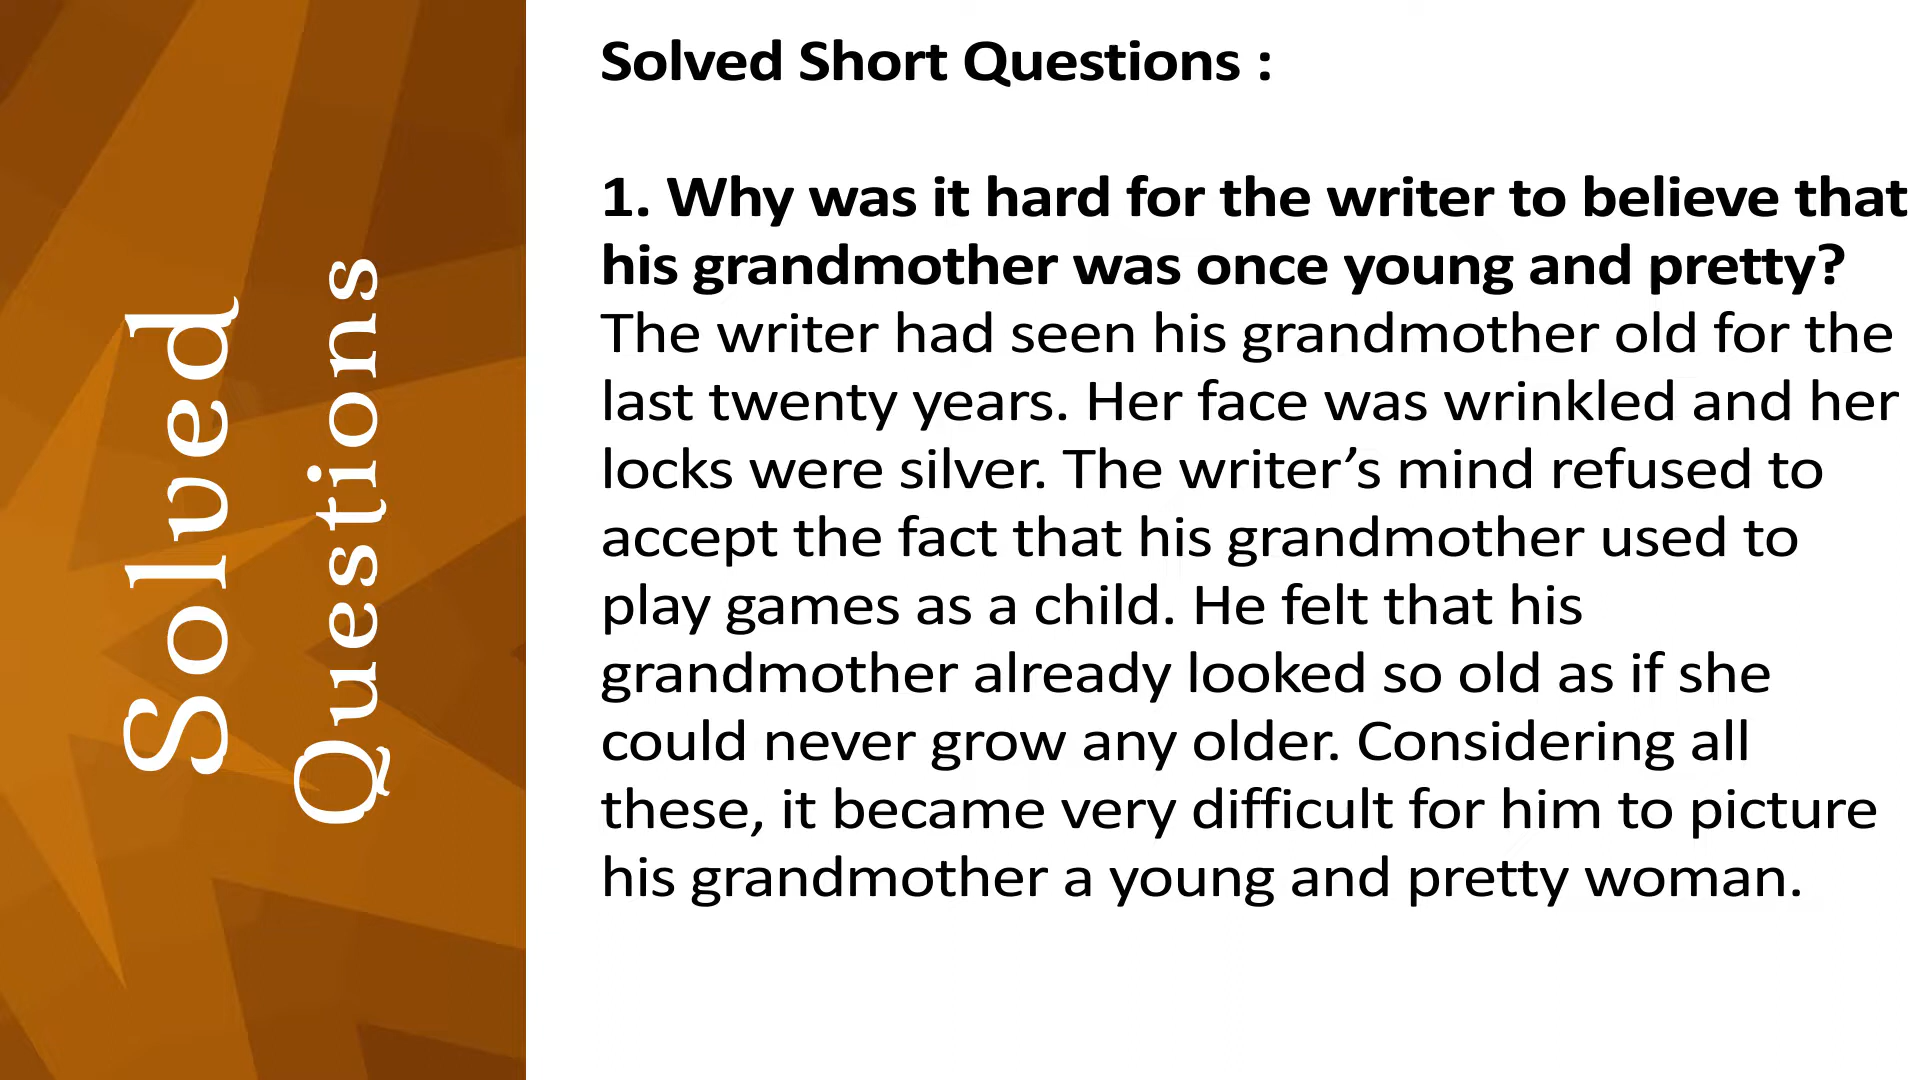 Solved
Questions
Solved Short Questions :
1. Why was it hard for the writer to believe that
his grandmother was once young and pretty?
The writer had seen his grandmother old for the
last twenty years. Her face was wrinkled and her
locks were silver. The writer’s mind refused to
accept the fact that his grandmother used to
play games as a child. He felt that his
grandmother already looked so old as if she
could never grow any older. Considering all
these, it became very difficult for him to picture
his grandmother a young and pretty woman.